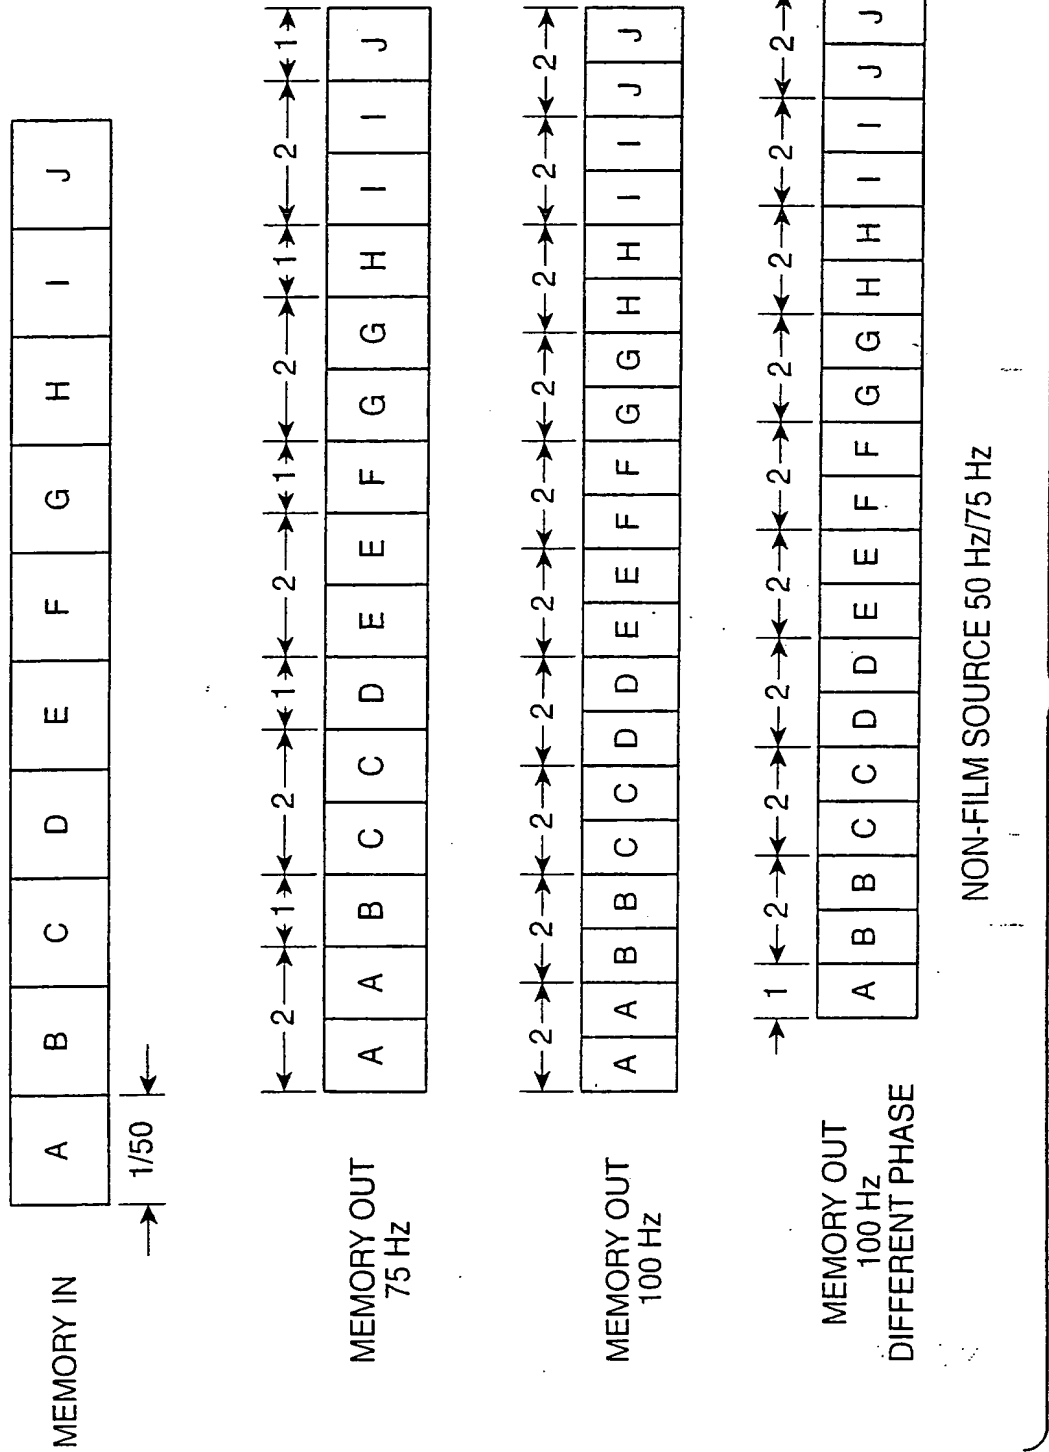 MEMORY IN
A B C D E F G H I J
1/50
MEMORY OUT
75 Hz
2 1 2 1 2 1 2 1 2 1
A A B C C D E E F G G H I I J
MEMORY OUT
100 Hz
2 2 2 2 2 2 2 2 2 2
A A B B C C D D E E F F G G H H I I J J
MEMORY OUT
100 Hz
DIFFERENT PHASE
1 2 2 2 2 2 2 2 2 2
A B B C C D D E E F F G G H H I I J J
NON-FILM SOURCE 50 Hz/75 Hz